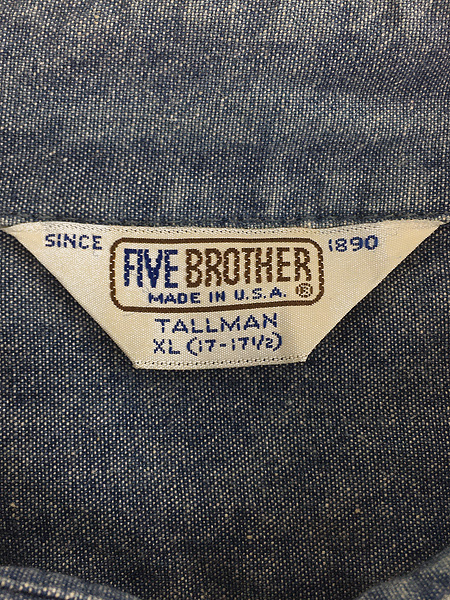 SINCE 1890
FIVE BROTHER
MADE IN U.S.A. ®
TALLMAN
XL (17-17½)